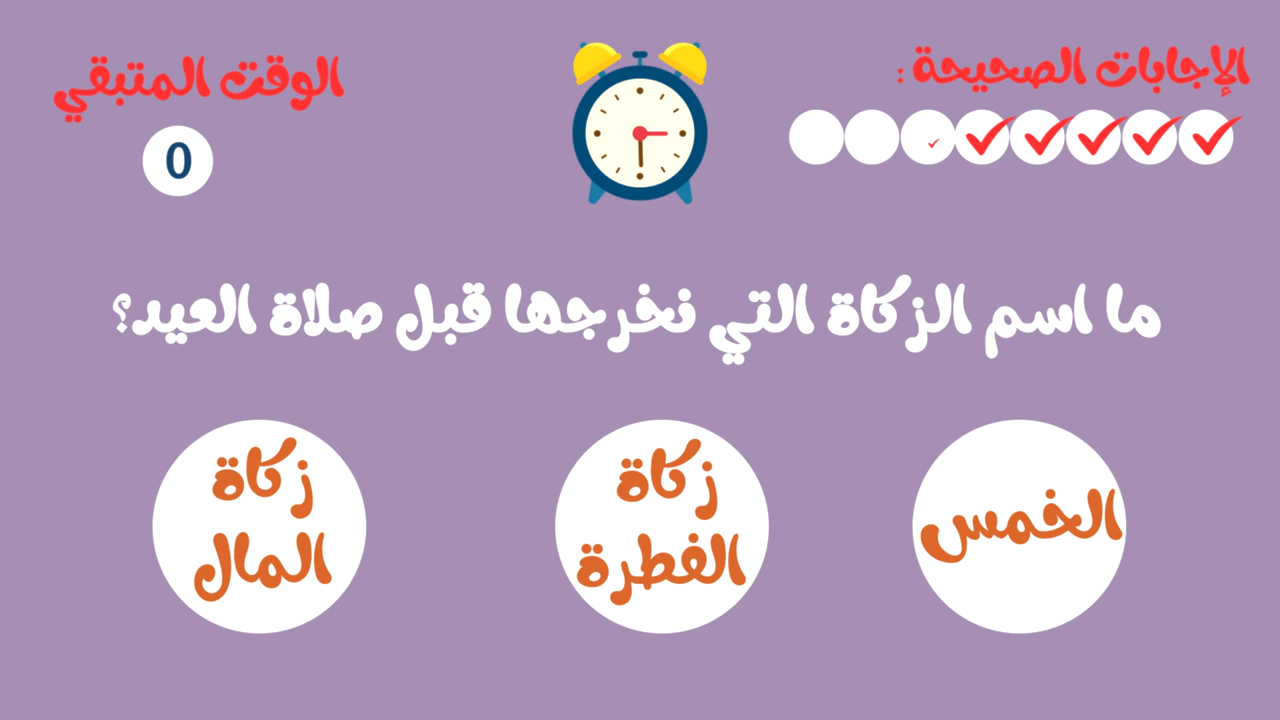 الإجابات الصحيحة :
الوقت المتبقي
0
ما اسم الزكاة التي نخرجها قبل صلاة العيد؟
الخمس
زكاة
الفطرة
زكاة
المال